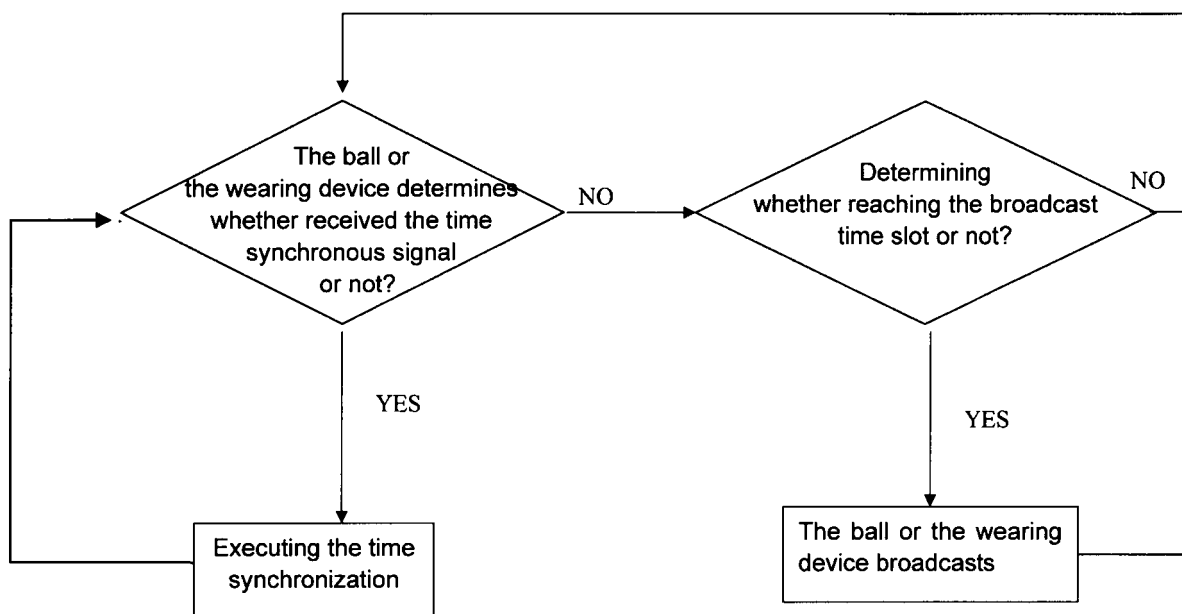 The ball or
the wearing device determines
whether received the time
synchronous signal
or not?
NO
Determining
whether reaching the broadcast
time slot or not?
NO
YES
YES
Executing the time
synchronization
The ball or the wearing
device broadcasts